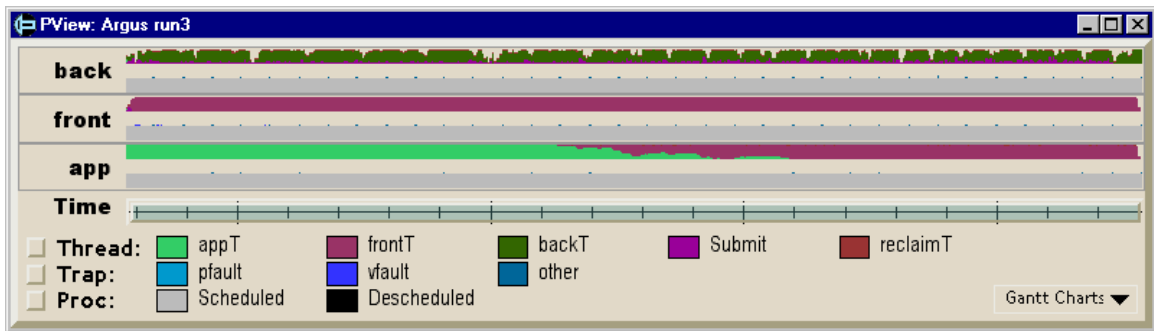 PView: Argus run3
back
front
app
Time
Thread: appT frontT backT Submit reclaimT
Trap: pfault vfault other
Proc: Scheduled Descheduled
Gantt Charts